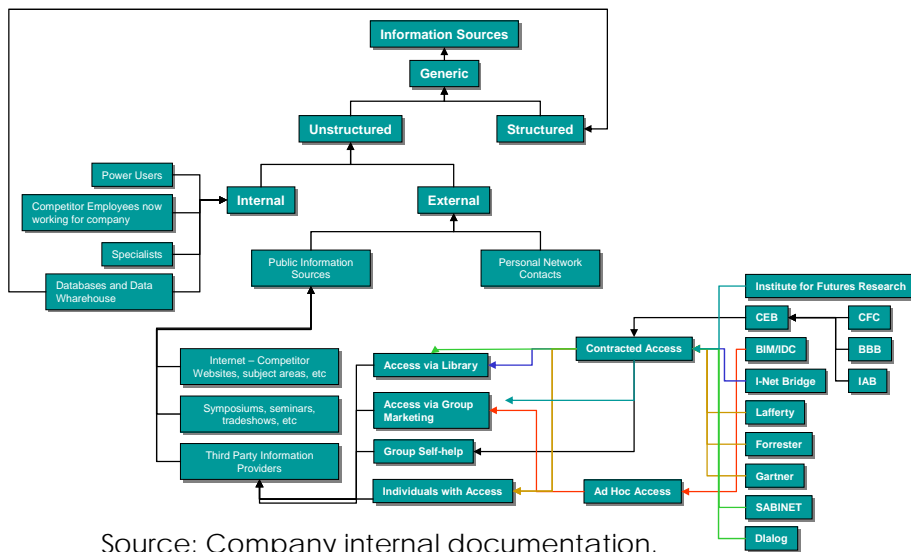 Information Sources
Generic
Unstructured
Structured
Power Users
Competitor Employees now
working for company
Internal
External
Specialists
Databases and Data
Wharehouse
Public Information
Sources
Personal Network
Contacts
Institute for Futures Research
CEB
CFC
Internet – Competitor
Websites, subject areas, etc
Access via Library
Contracted Access
BIM/IDC
BBB
I-Net Bridge
IAB
Symposiums, seminars,
tradeshows, etc
Access via Group
Marketing
Lafferty
Third Party Information
Providers
Group Self-help
Forrester
Gartner
Individuals with Access
Ad Hoc Access
SABINET
DIalog
Source: Company internal documentation.